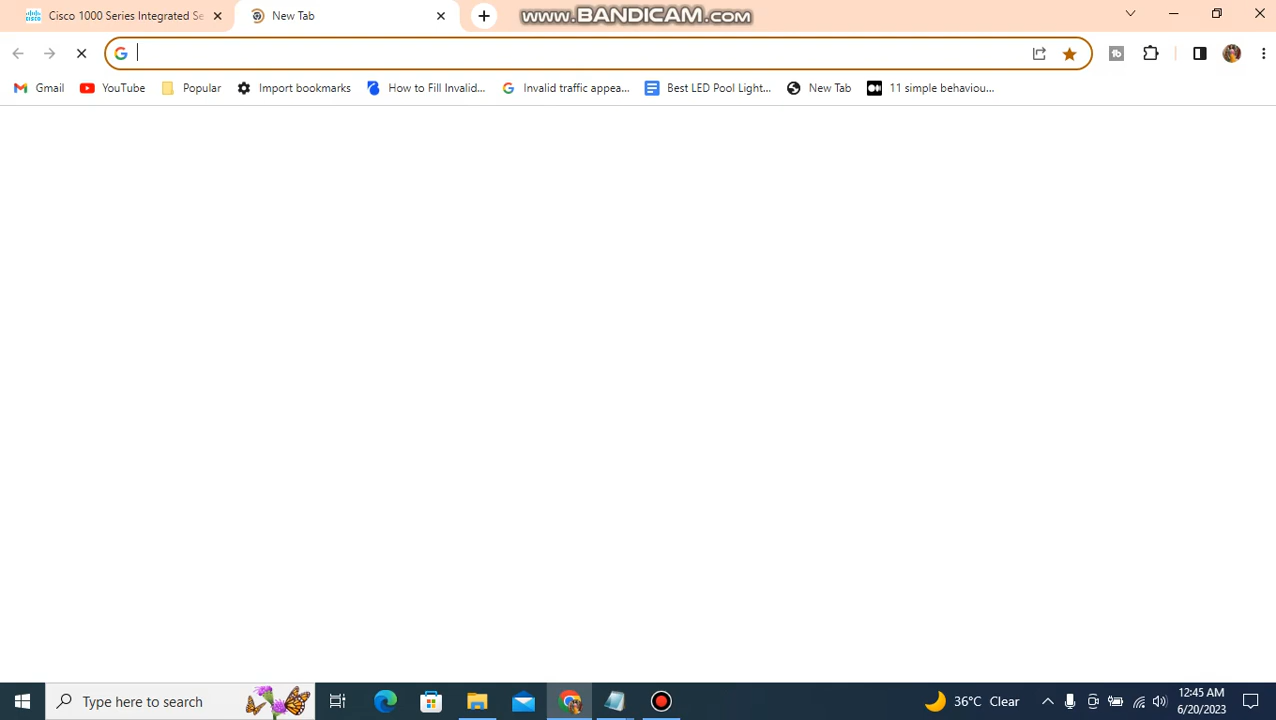 Cisco 1000 Series Integrated Se
New Tab
www.BANDICAM.com
Gmail
YouTube
Popular
Import bookmarks
How to Fill Invalid...
Invalid traffic appea...
Best LED Pool Light...
New Tab
11 simple behaviou...
Type here to search
36°C Clear
12:45 AM
6/20/2023